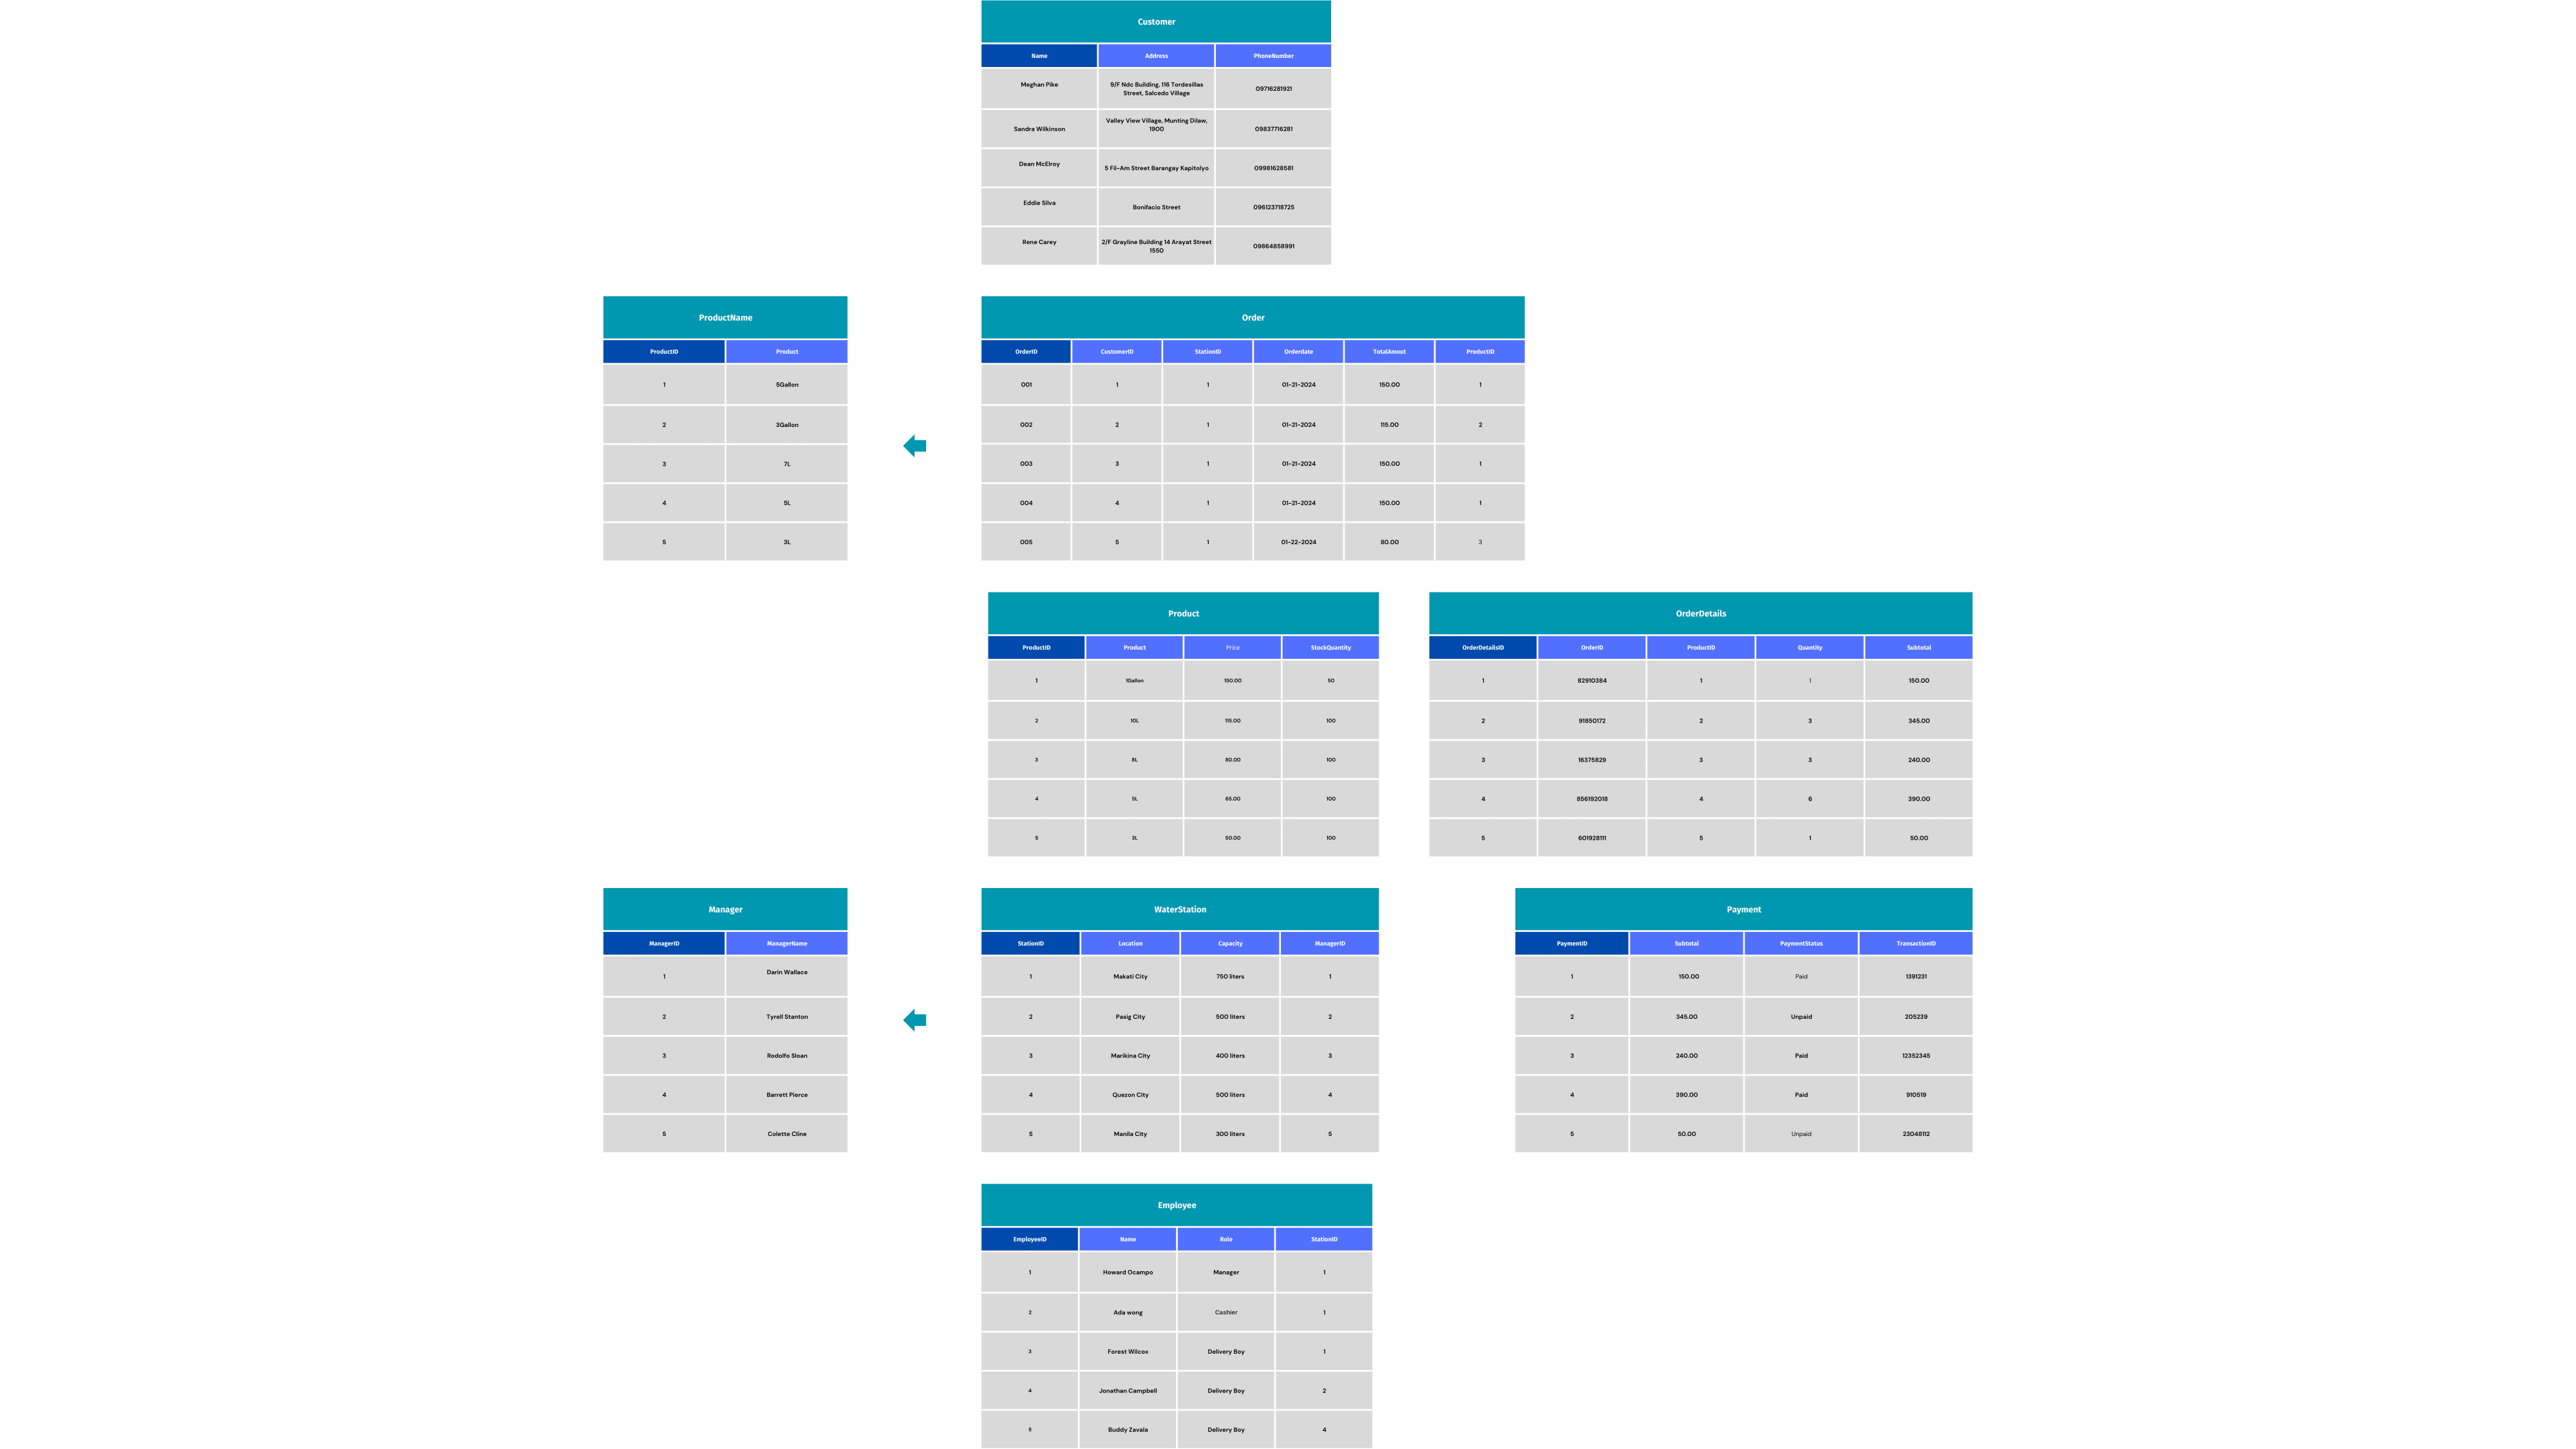 Customer
Name Address PhoneNumber
Meghan Pike 9/F Ndc Building, 116 Tordesillas
Street, Salcedo Village 09716281921
Sandra Wilkinson Valley View Village, Munting Dilaw,
1900 09837716281
Dean McElroy 5 Fil-Am Street Barangay Kapitolyo 09981628581
Eddie Silva Bonifacio Street 096123718725
Rene Carey 2/F Grayline Building 14 Arayat Street
1550 09864858991
ProductName
ProductID Product
1 5Gallon
2 3Gallon
3 7L
4 5L
5 3L
Order
OrderID CustomerID StationID Orderdate TotalAmout ProductID
001 1 1 01-21-2024 150.00 1
002 2 1 01-21-2024 115.00 2
003 3 1 01-21-2024 150.00 1
004 4 1 01-21-2024 150.00 1
005 5 1 01-22-2024 80.00 3
Product
ProductID Product Price StockQuantity
1 1Gallon 150.00 50
2 10L 115.00 100
3 8L 80.00 100
4 5L 65.00 100
5 3L 50.00 100
OrderDetails
OrderDetailsID OrderID ProductID Quantity Subtotal
1 82910384 1 1 150.00
2 91850172 2 3 345.00
3 16375829 3 3 240.00
4 856192018 4 6 390.00
5 601928111 5 1 50.00
Manager
ManagerID ManagerName
1 Darin Wallace
2 Tyrell Stanton
3 Rodolfo Sloan
4 Barrett Pierce
5 Colette Cline
WaterStation
StationID Location Capacity ManagerID
1 Makati City 750 liters 1
2 Pasig City 500 liters 2
3 Marikina City 400 liters 3
4 Quezon City 500 liters 4
5 Manila City 300 liters 5
Payment
PaymentID Subtotal PaymentStatus TransactionID
1 150.00 Paid 1391231
2 345.00 Unpaid 205239
3 240.00 Paid 12352345
4 390.00 Paid 910519
5 50.00 Unpaid 23048112
Employee
EmployeeID Name Role StationID
1 Howard Ocampo Manager 1
2 Ada wong Cashier 1
3 Forest Wilcox Delivery Boy 1
4 Jonathan Campbell Delivery Boy 2
5 Buddy Zavala Delivery Boy 4